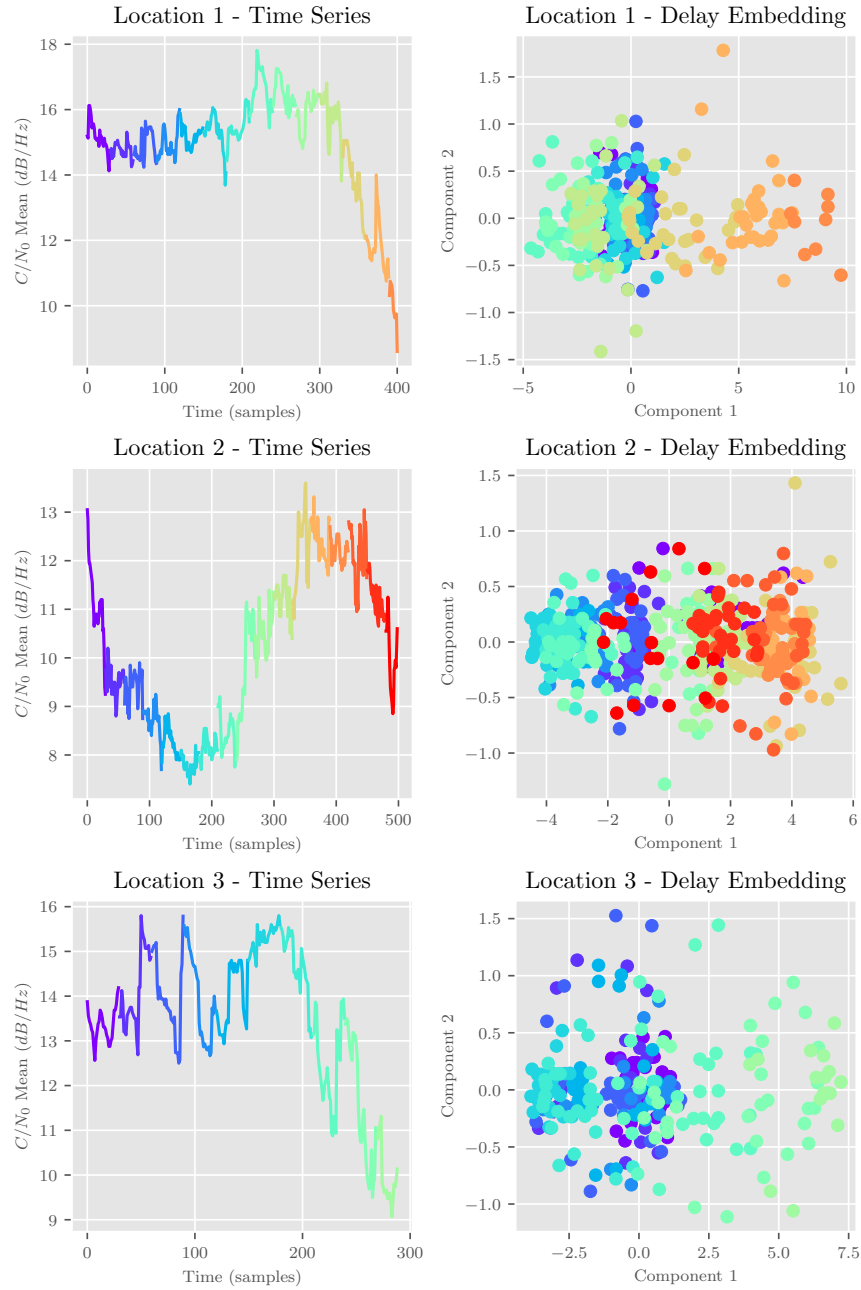 Location 1 - Time Series
18
16
14
12
10
C/N₀ Mean (dB/Hz)
0 100 200 300 400
Time (samples)
Location 1 - Delay Embedding
1.5
1.0
0.5
0.0
−0.5
−1.0
−1.5
Component 2
−5 0 5 10
Component 1
Location 2 - Time Series
13
12
11
10
9
8
C/N₀ Mean (dB/Hz)
0 100 200 300 400 500
Time (samples)
Location 2 - Delay Embedding
1.5
1.0
0.5
0.0
−0.5
−1.0
Component 2
−4 −2 0 2 4 6
Component 1
Location 3 - Time Series
16
15
14
13
12
11
10
9
C/N₀ Mean (dB/Hz)
0 100 200 300
Time (samples)
Location 3 - Delay Embedding
1.5
1.0
0.5
0.0
−0.5
−1.0
Component 2
−2.5 0.0 2.5 5.0 7.5
Component 1